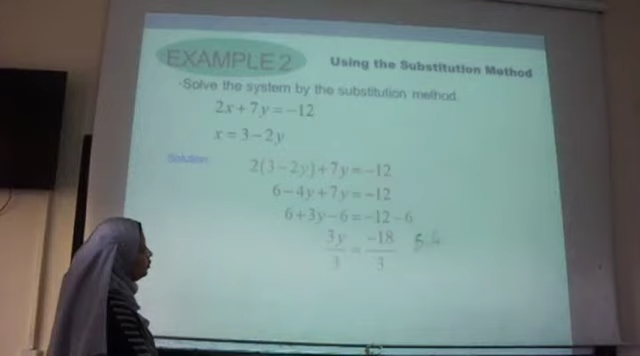 EXAMPLE 2
Using the Substitution Method
Solve the system by the substitution method.
2x + 7y = −12
x = 3 − 2y
Solution:
2(3 − 2y) + 7y = −12
6 − 4y + 7y = −12
6 + 3y − 6 = −12 − 6
3y/3 = −18/3